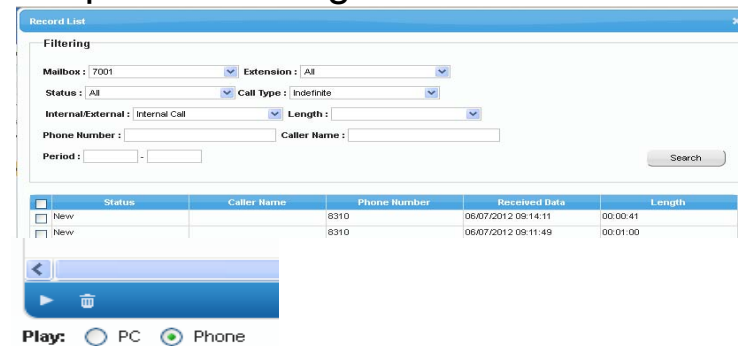 Record List
Filtering
Mailbox : 7001 Extension : All
Status : All Call Type : Indefinite
Internal/External : Internal Call Length :
Phone Number : Caller Name :
Period : -
Search
Status Caller Name Phone Number Received Data Length
New 8310 06/07/2012 09:14:11 00:00:41
New 8310 06/07/2012 09:11:49 00:01:00
Play: PC Phone